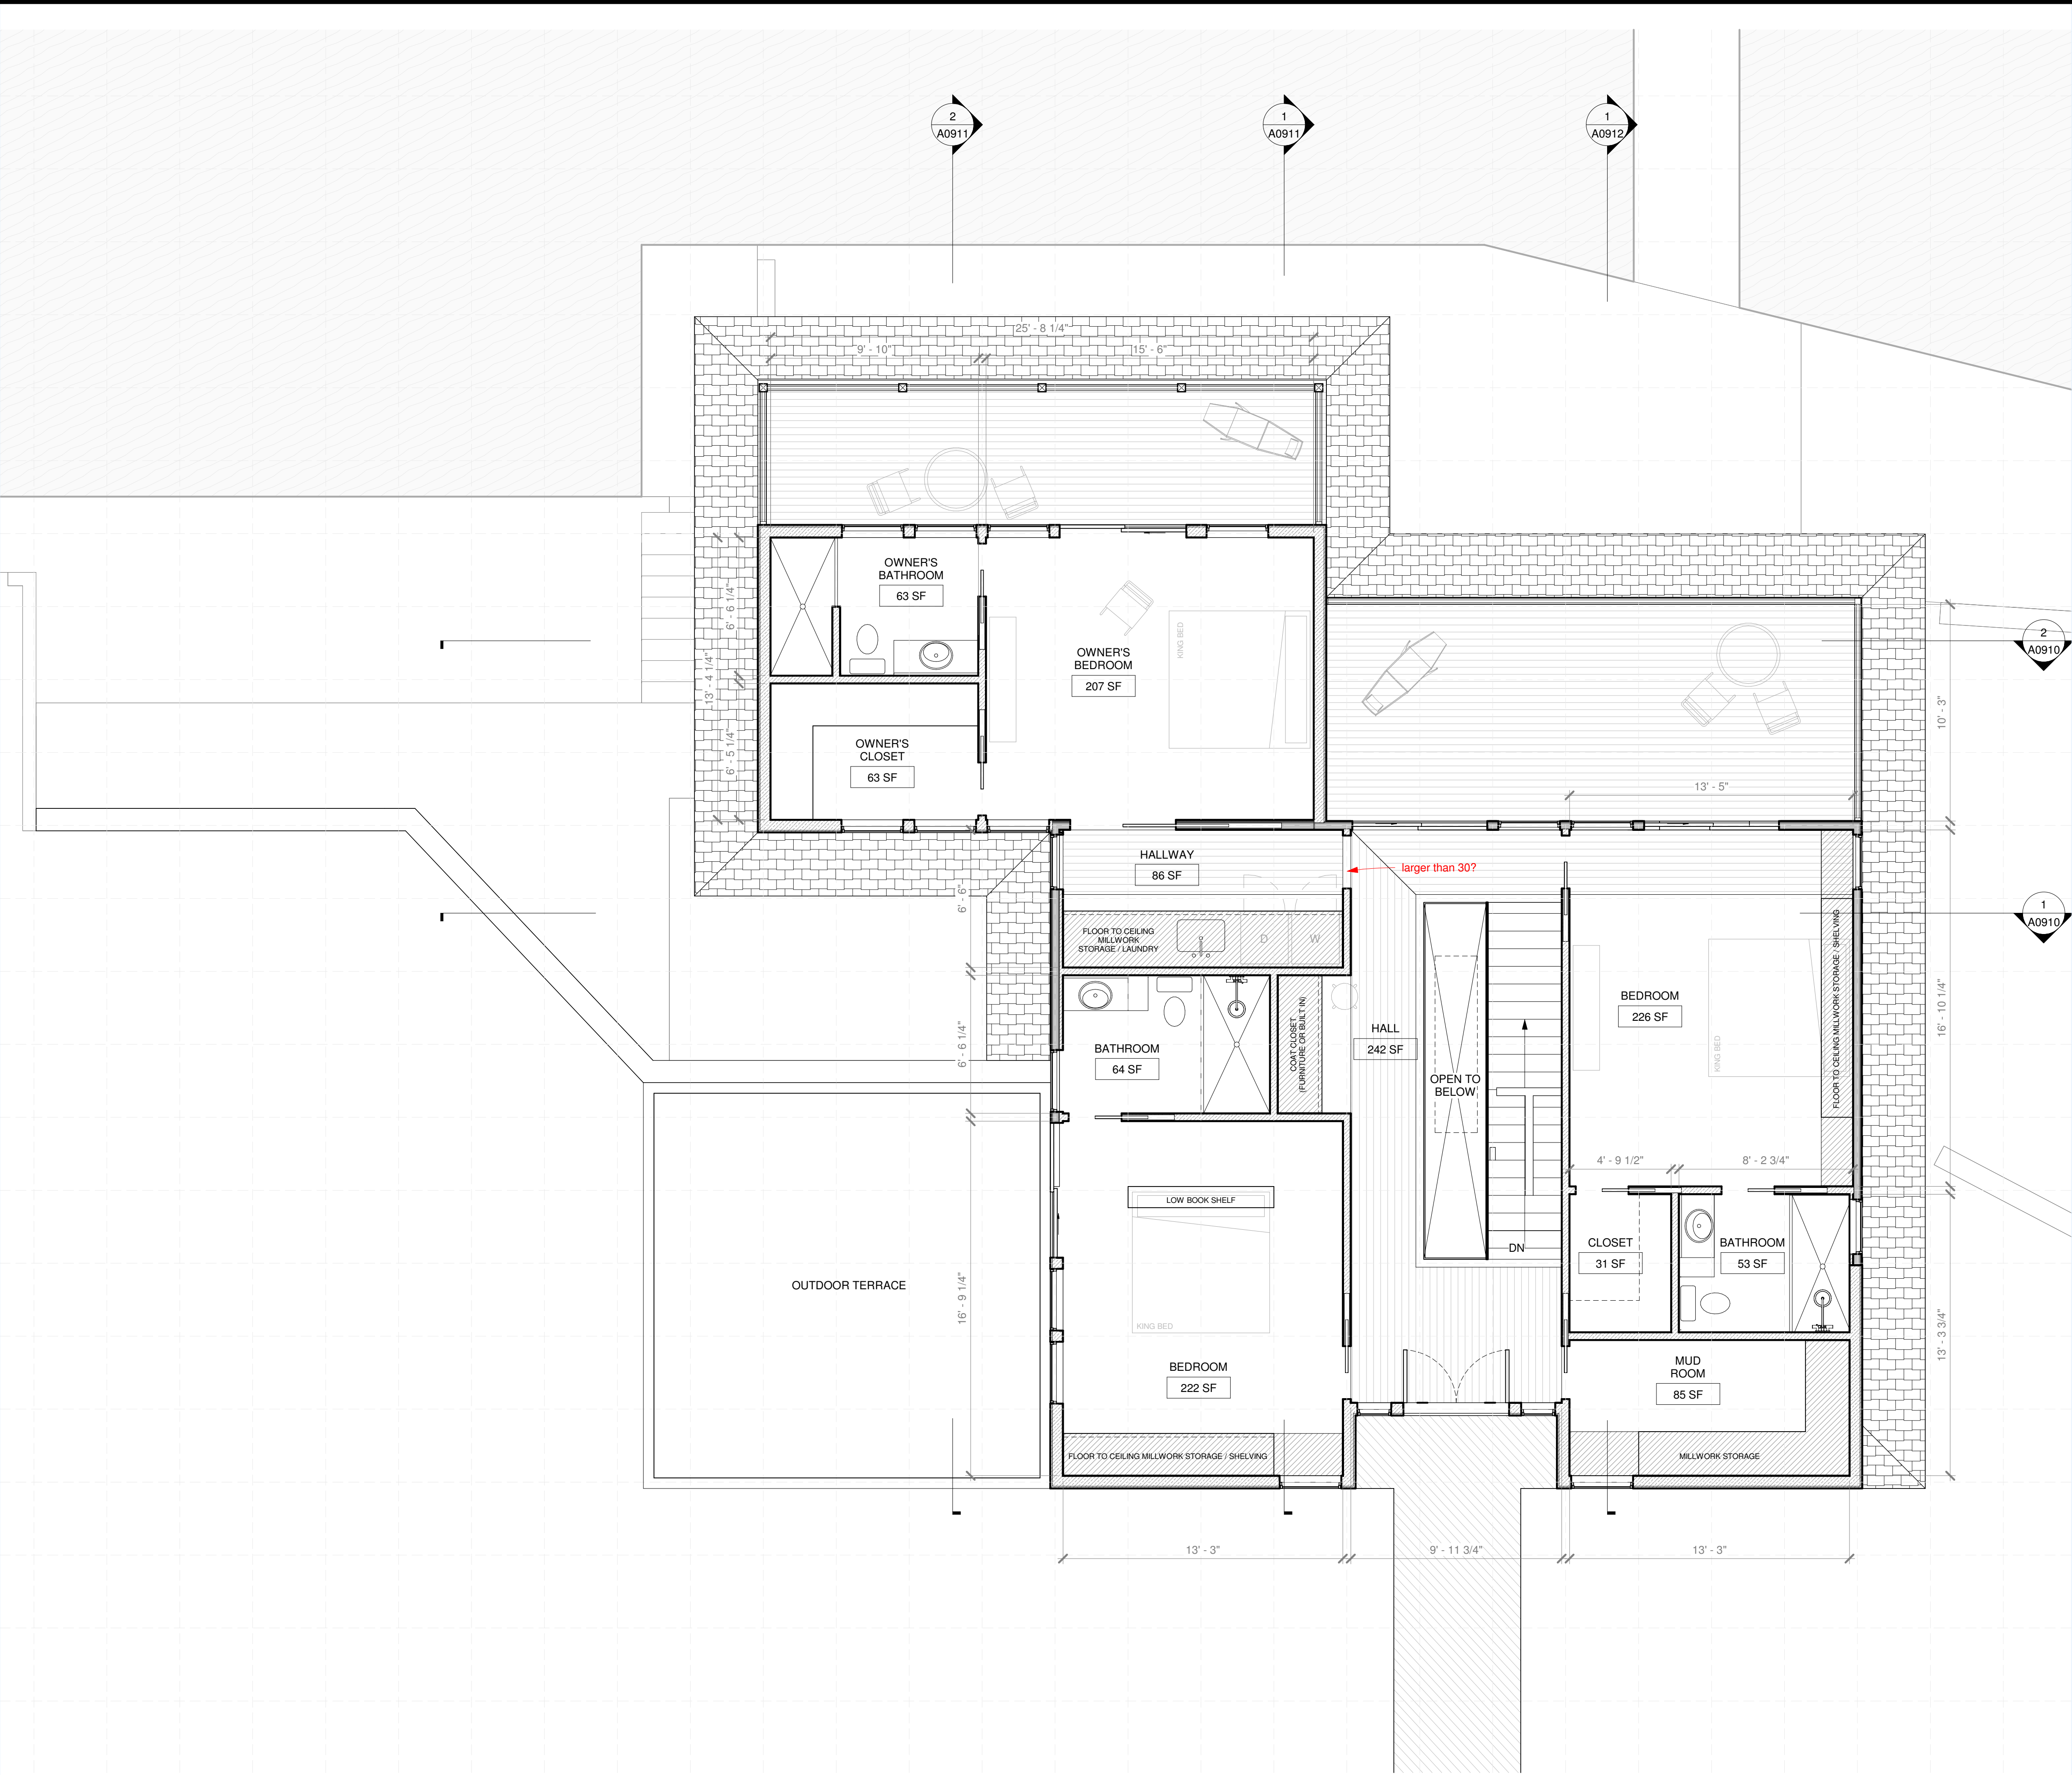 2
A0911
1
A0911
1
A0912
25' - 8 1/4"
9' - 10"
15' - 6"
OWNER'S
BATHROOM
63 SF
6' - 6 1/4"
13' - 4 1/4"
6' - 5 1/4"
OWNER'S
BEDROOM
207 SF
KING BED
OWNER'S
CLOSET
63 SF
2
A0910
10' - 3"
13' - 5"
HALLWAY
86 SF
larger than 30?
6' - 6"
FLOOR TO CEILING
MILLWORK
STORAGE / LAUNDRY
D
W
1
A0910
FLOOR TO CEILING MILLWORK STORAGE / SHELVING
BEDROOM
226 SF
KING BED
16' - 10 1/4"
COAT CLOSET
(FURNITURE OR BUILT IN)
HALL
242 SF
6' - 6 1/4"
BATHROOM
64 SF
OPEN TO
BELOW
4' - 9 1/2"
8' - 2 3/4"
LOW BOOK SHELF
DN
CLOSET
31 SF
BATHROOM
53 SF
OUTDOOR TERRACE
16' - 9 1/4"
KING BED
13' - 3 3/4"
BEDROOM
222 SF
MUD
ROOM
85 SF
FLOOR TO CEILING MILLWORK STORAGE / SHELVING
MILLWORK STORAGE
13' - 3"
9' - 11 3/4"
13' - 3"